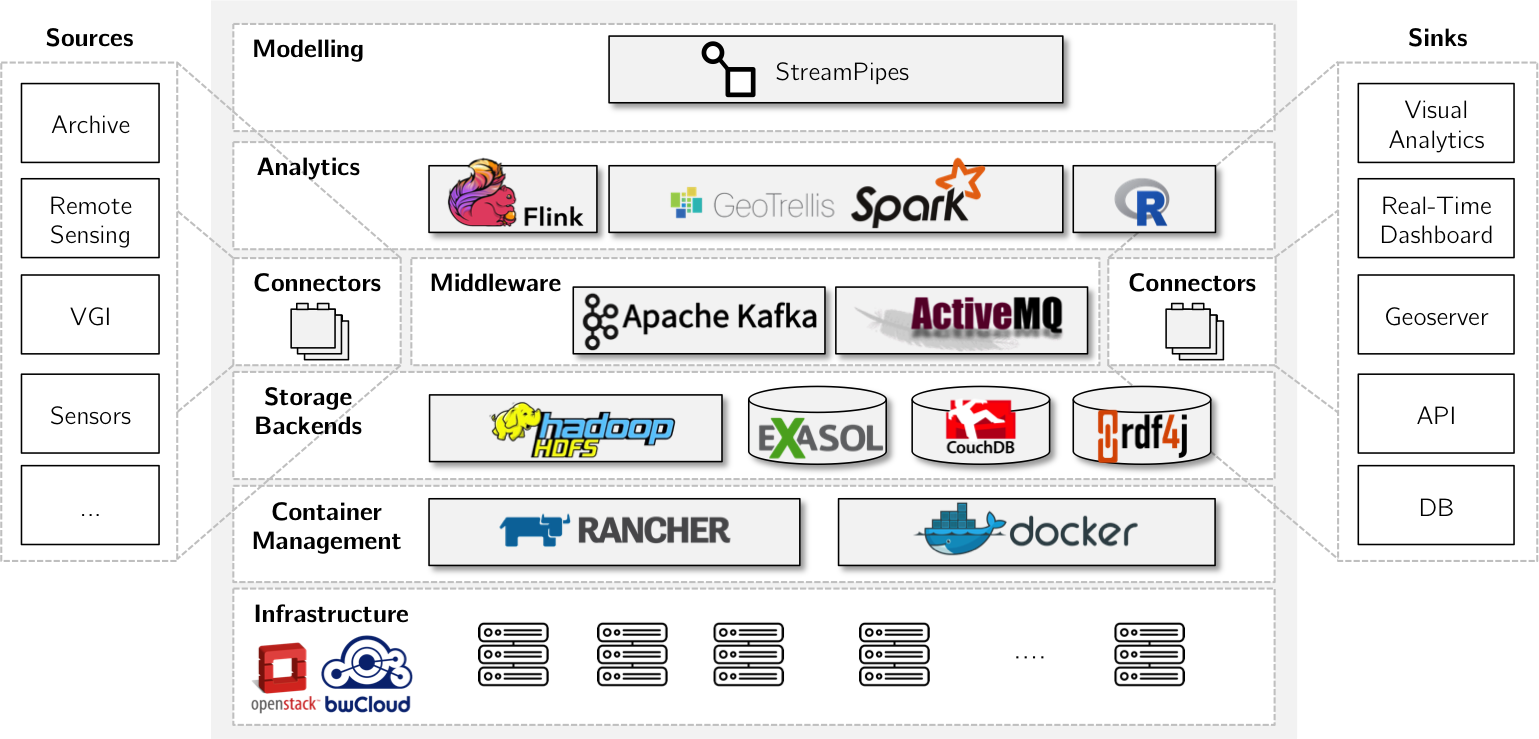 Sources
Archive
Remote
Sensing
VGI
Sensors
...
Modelling
StreamPipes
Analytics
Flink
GeoTrellis
Spark
R
Connectors
Middleware
Apache Kafka
ActiveMQ
Connectors
Storage
Backends
hadoop
HDFS
EXASOL
CouchDB
rdf4j
Container
Management
RANCHER
docker
Infrastructure
openstack™
bwCloud
....
Sinks
Visual
Analytics
Real-Time
Dashboard
Geoserver
API
DB